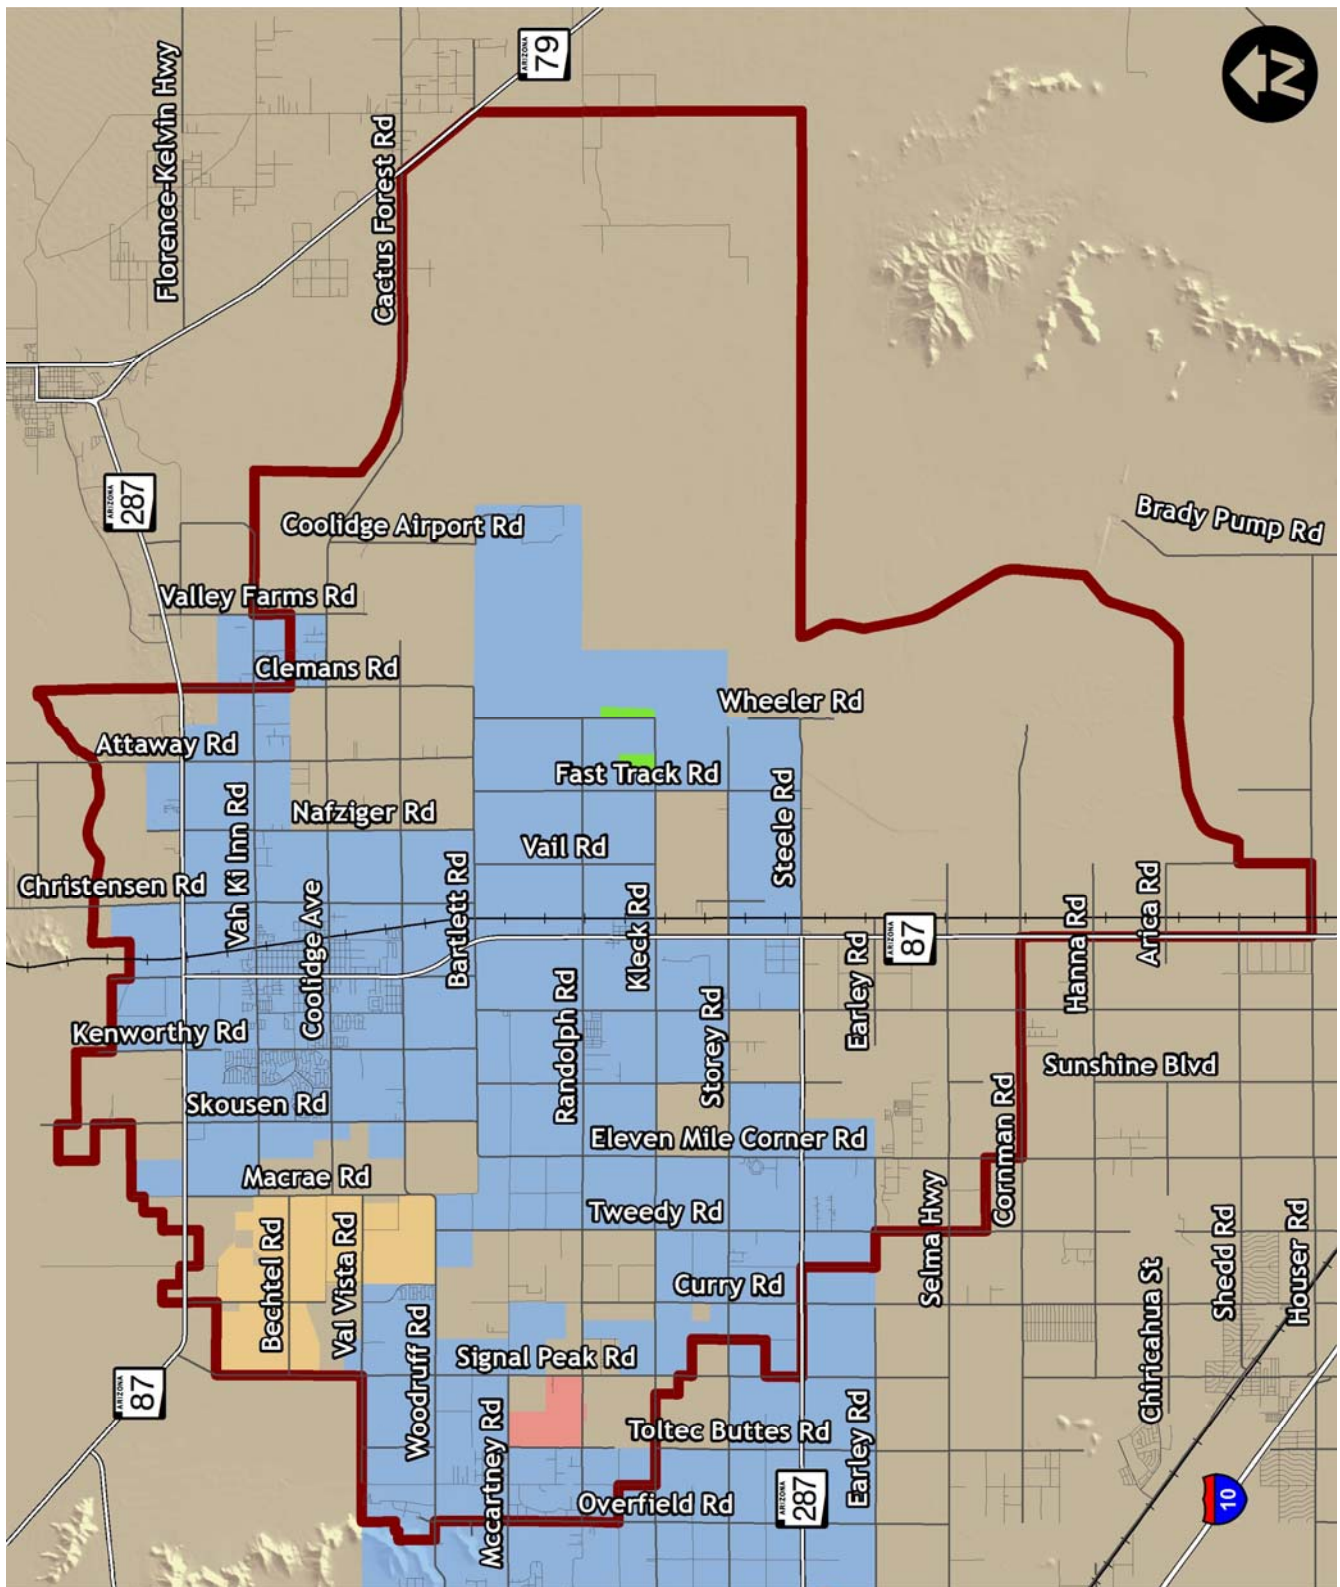 ARIZONA
79
N
Florence-Kelvin Hwy
Cactus Forest Rd
ARIZONA
287
Coolidge Airport Rd
Brady Pump Rd
Valley Farms Rd
Clemans Rd
Wheeler Rd
Attaway Rd
Fast Track Rd
Nafziger Rd
Vah Ki Inn Rd
Vail Rd
Steele Rd
Christensen Rd
Coolidge Ave
Bartlett Rd
Kleck Rd
ARIZONA
87
Earley Rd
Hanna Rd
Arica Rd
Kenworthy Rd
Randolph Rd
Storey Rd
Sunshine Blvd
Skousen Rd
Eleven Mile Corner Rd
Cornman Rd
Macrae Rd
Tweedy Rd
Selma Hwy
Bechtel Rd
Val Vista Rd
Curry Rd
Chiricahua St
Shedd Rd
Houser Rd
Woodruff Rd
Signal Peak Rd
ARIZONA
87
Mccartney Rd
Toltec Buttes Rd
Earley Rd
Overfield Rd
ARIZONA
287
10